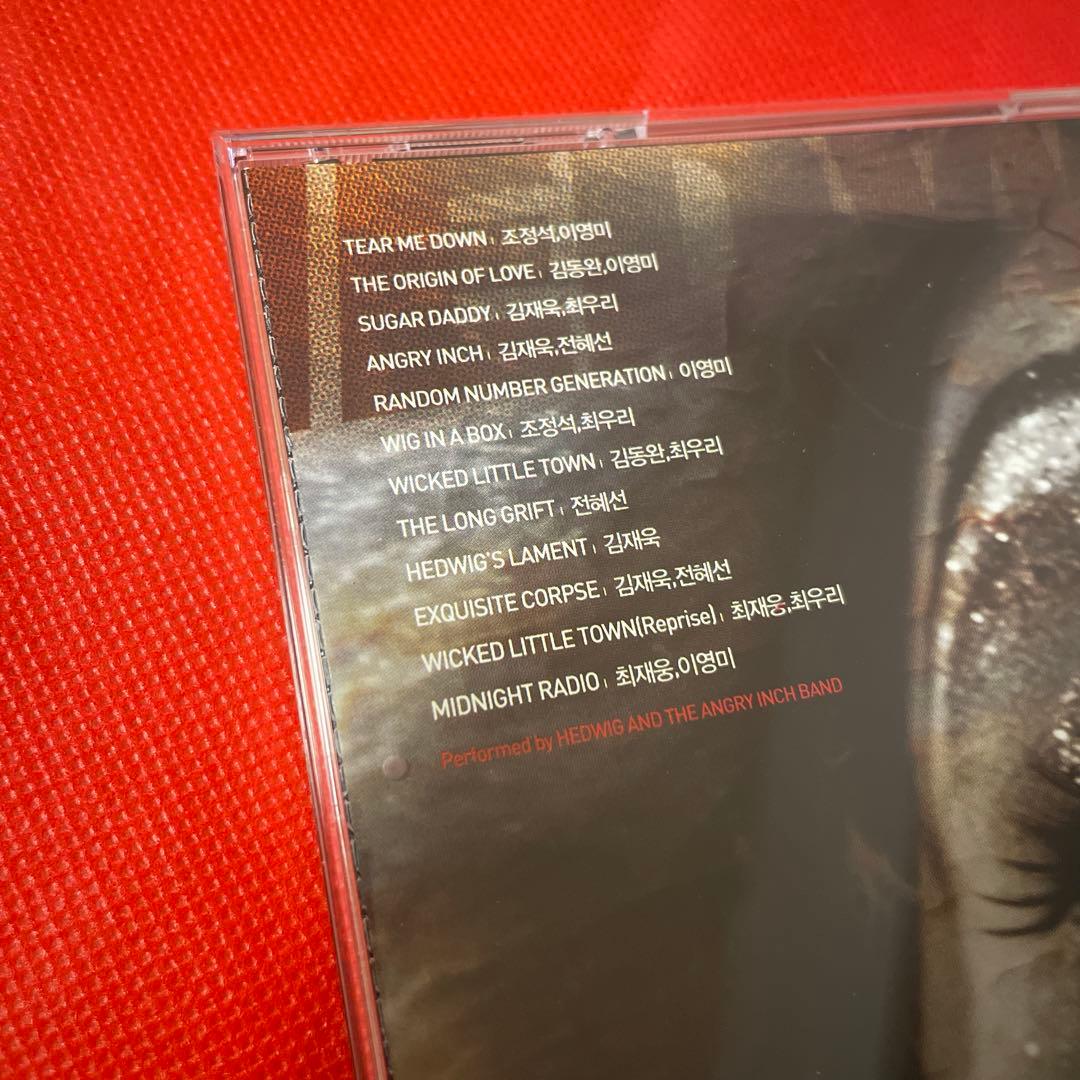 TEAR ME DOWN | 조정석,이영미
THE ORIGIN OF LOVE | 김동완,이영미
SUGAR DADDY | 김재욱,최우리
ANGRY INCH | 김재욱,전혜선
RANDOM NUMBER GENERATION | 이영미
WIG IN A BOX | 조정석,최우리
WICKED LITTLE TOWN | 김동완,최우리
THE LONG GRIFT | 전혜선
HEDWIG'S LAMENT | 김재욱
EXQUISITE CORPSE | 김재욱,전혜선
WICKED LITTLE TOWN(Reprise) | 최재웅,최우리
MIDNIGHT RADIO | 최재웅,이영미
Performed by HEDWIG AND THE ANGRY INCH BAND